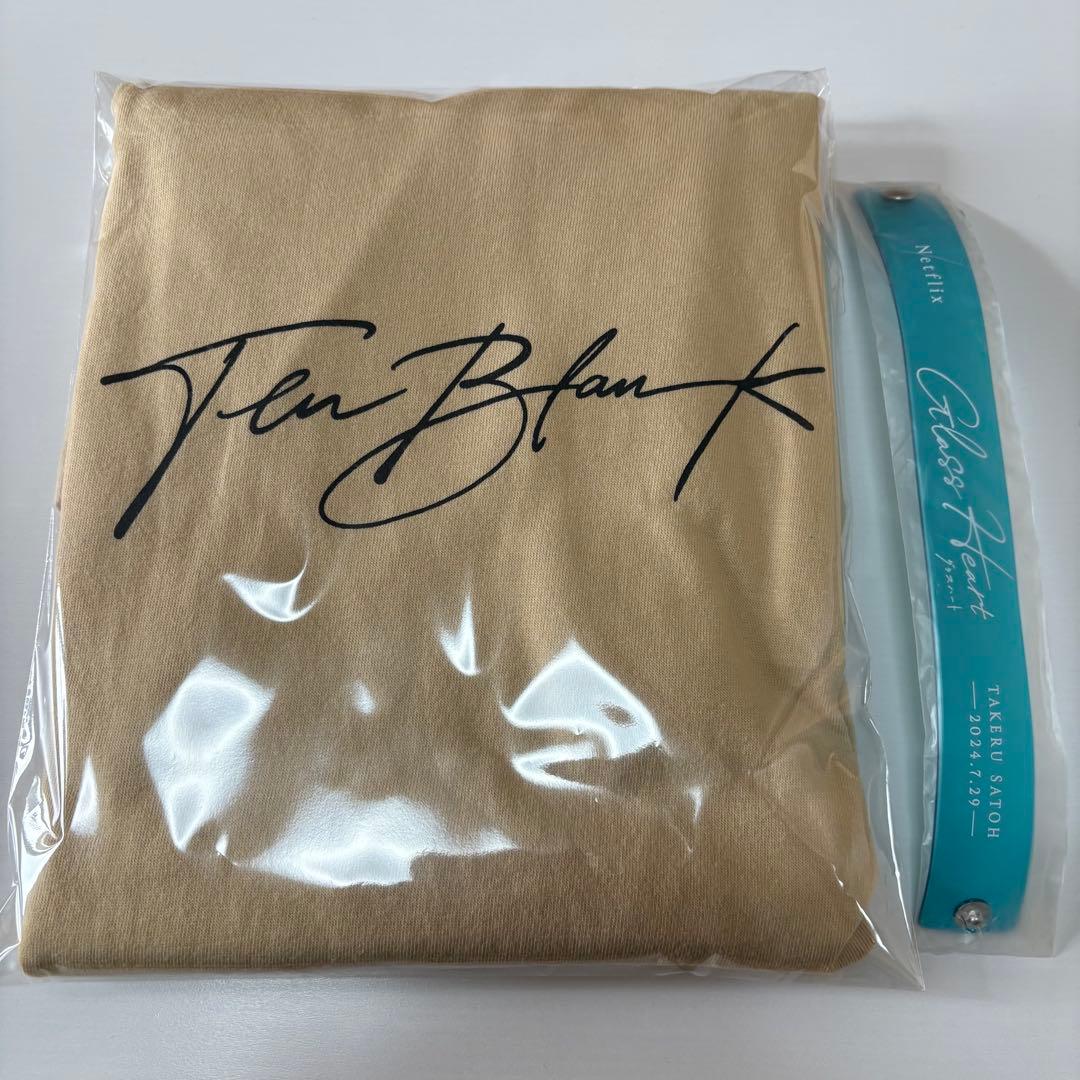 Ten Blank
Netflix
Glass Heart
グラスハート
TAKERU SATOH
—2024.7.29—